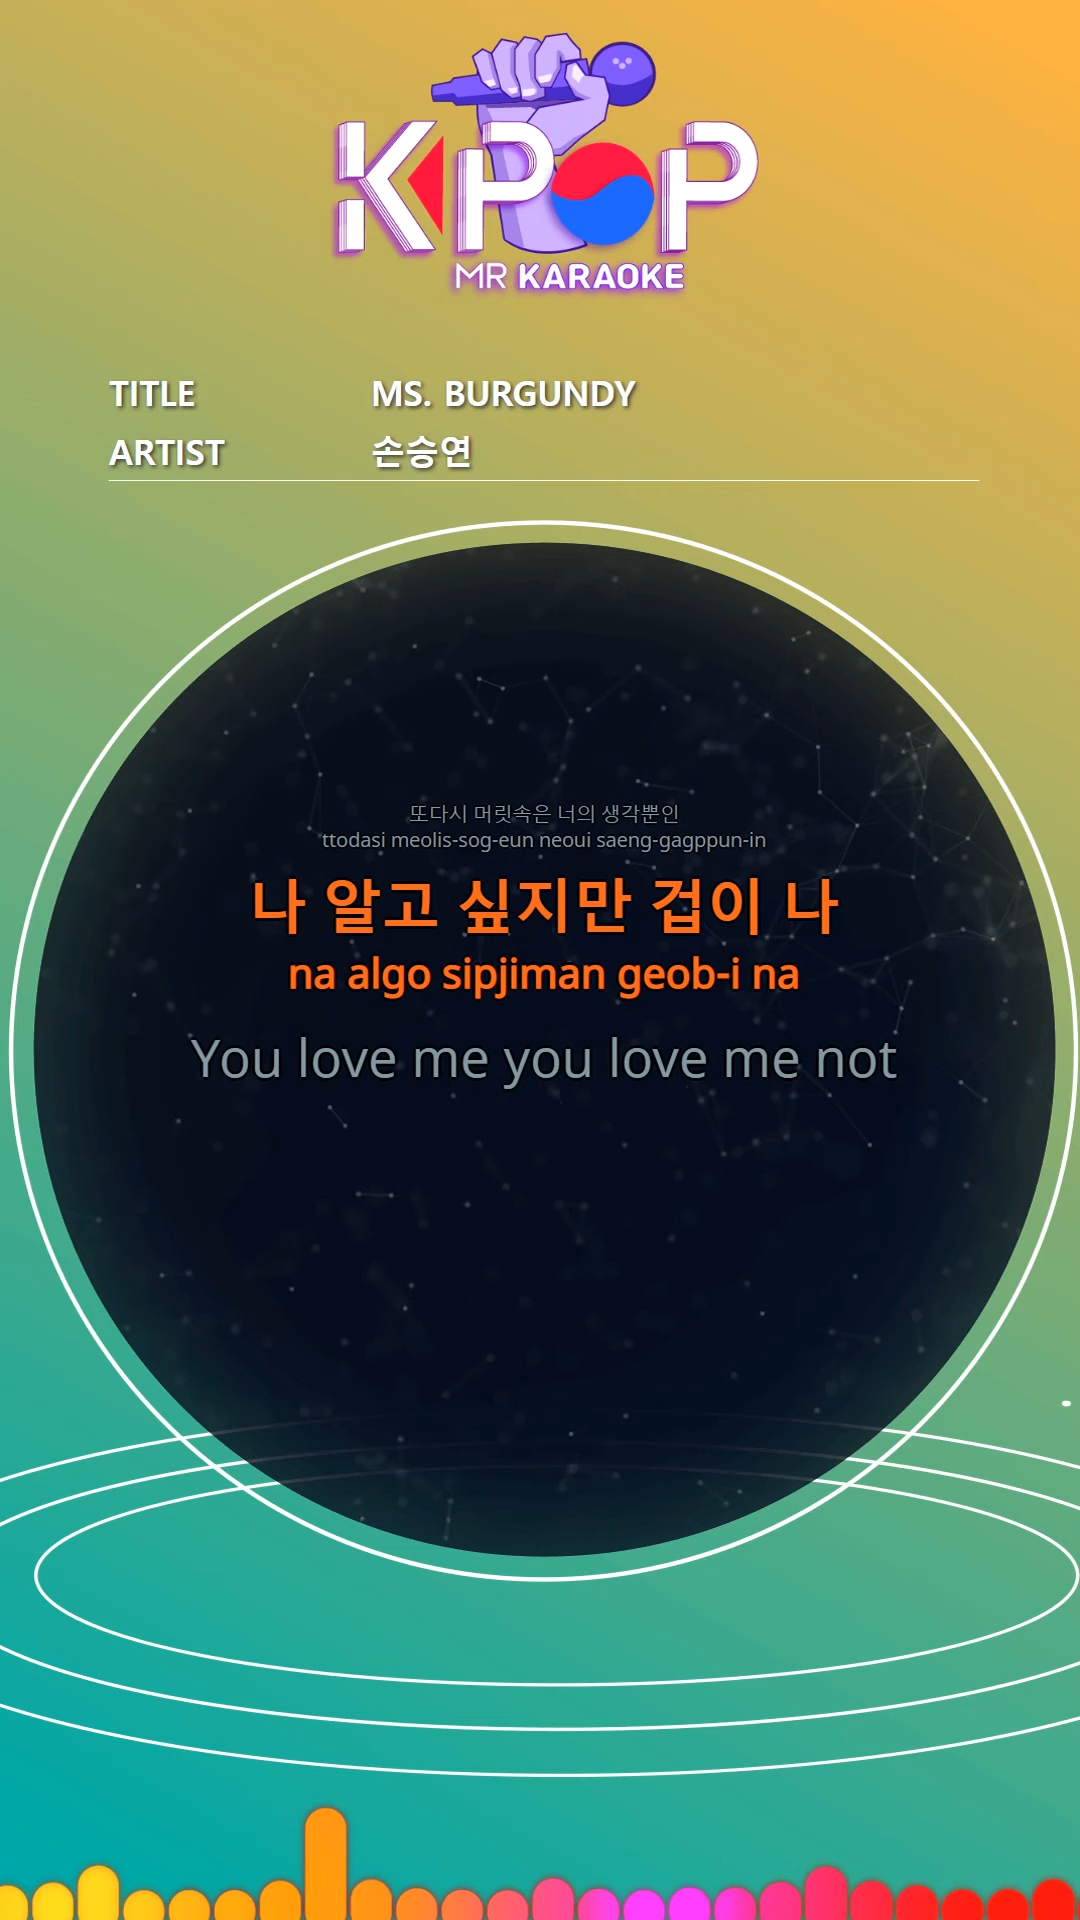 KPOP
MR KARAOKE
TITLE MS. BURGUNDY
ARTIST 손승연
또다시 머릿속은 너의 생각뿐인
ttodasi meolis-sog-eun neoui saeng-gagppun-in
나 알고 싶지만 겁이 나
na algo sipjiman geob-i na
You love me you love me not